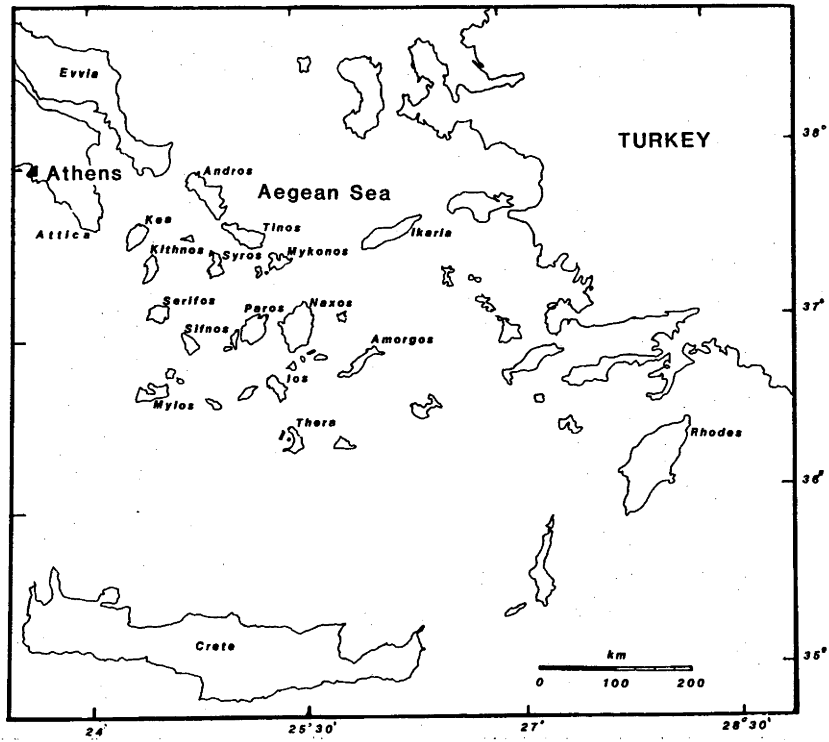 Evvia
TURKEY
38°
Athens
Andros
Aegean Sea
Kea
Tinos
Attica
Ikaria
Kithnos
Syros
Mykonos
Serifos
Paros
Naxos
37°
Sifnos
Amorgos
Ios
Mylos
Thera
Rhodes
36°
Crete
km
35°
0 100 200
24° 25°30' 27° 28°30'